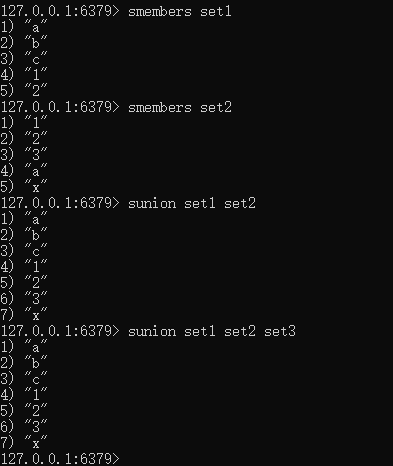 127.0.0.1:6379> smembers set1
1) "a"
2) "b"
3) "c"
4) "1"
5) "2"
127.0.0.1:6379> smembers set2
1) "1"
2) "2"
3) "3"
4) "a"
5) "x"
127.0.0.1:6379> sunion set1 set2
1) "a"
2) "b"
3) "c"
4) "1"
5) "2"
6) "3"
7) "x"
127.0.0.1:6379> sunion set1 set2 set3
1) "a"
2) "b"
3) "c"
4) "1"
5) "2"
6) "3"
7) "x"
127.0.0.1:6379>